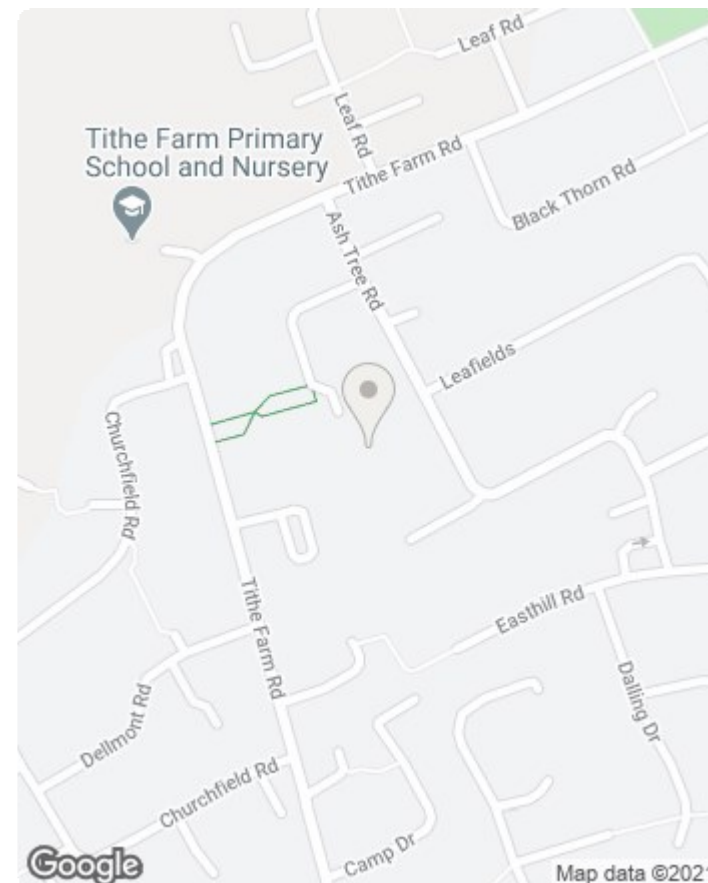 Leaf Rd
Leaf Rd
Tithe Farm Primary
School and Nursery
Tithe Farm Rd
Black Thorn Rd
Ash Tree Rd
Leafields
Churchfield Rd
Tithe Farm Rd
Easthill Rd
Dalling Dr
Dellmont Rd
Churchfield Rd
Camp Dr
Google
Map data ©2021